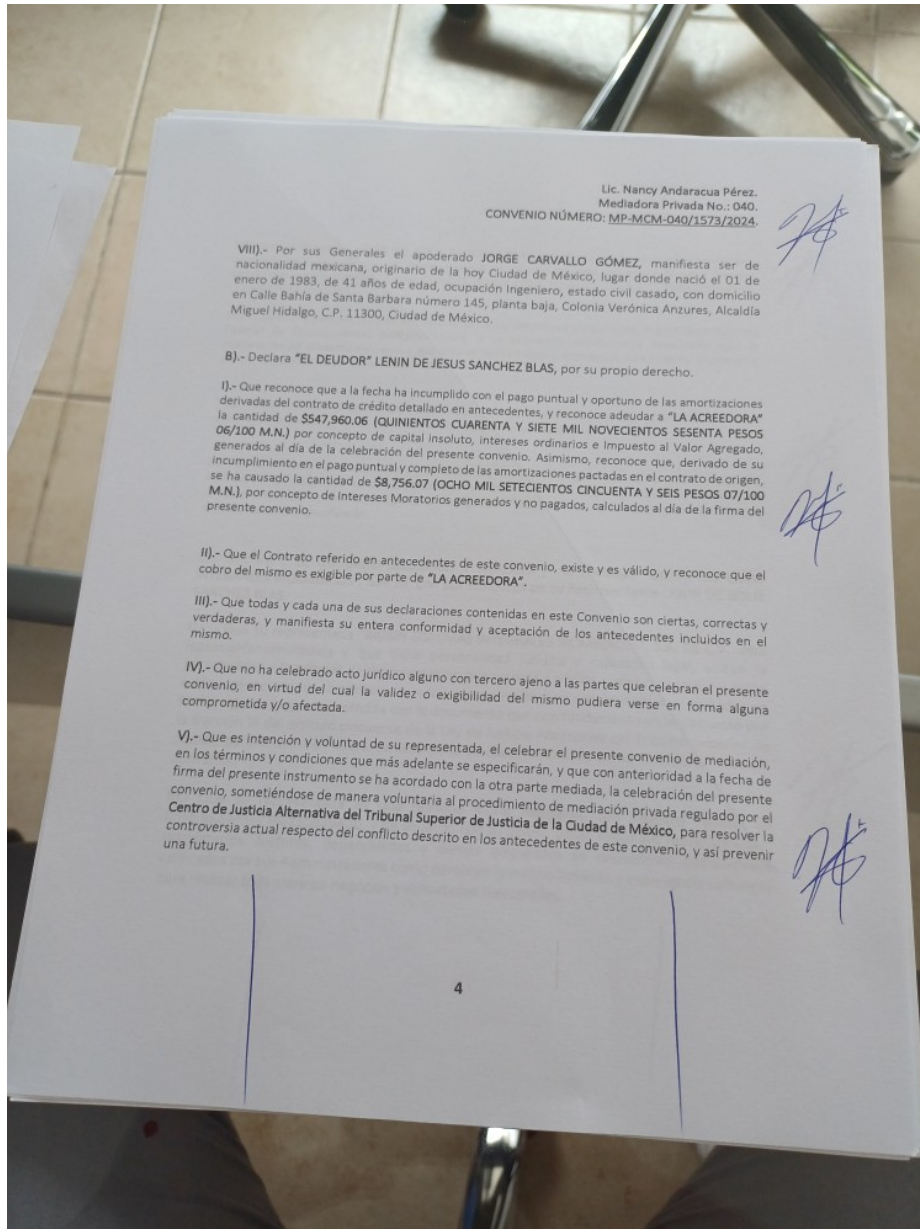 Lic. Nancy Andaracua Pérez.
Mediadora Privada No.: 040.
CONVENIO NÚMERO: MP-MCM-040/1573/2024.
VIII).- Por sus Generales el apoderado JORGE CARVALLO GÓMEZ, manifiesta ser de
nacionalidad mexicana, originario de la hoy Ciudad de México, lugar donde nació el 01 de
enero de 1983, de 41 años de edad, ocupación Ingeniero, estado civil casado, con domicilio
en Calle Bahía de Santa Barbara número 145, planta baja, Colonia Verónica Anzures, Alcaldía
Miguel Hidalgo, C.P. 11300, Ciudad de México.
B).- Declara "EL DEUDOR" LENIN DE JESUS SANCHEZ BLAS, por su propio derecho.
I).- Que reconoce que a la fecha ha incumplido con el pago puntual y oportuno de las amortizaciones
derivadas del contrato de crédito detallado en antecedentes, y reconoce adeudar a "LA ACREEDORA"
la cantidad de $547,960.06 (QUINIENTOS CUARENTA Y SIETE MIL NOVECIENTOS SESENTA PESOS
06/100 M.N.) por concepto de capital insoluto, intereses ordinarios e Impuesto al Valor Agregado,
generados al día de la celebración del presente convenio. Asimismo, reconoce que, derivado de su
incumplimiento en el pago puntual y completo de las amortizaciones pactadas en el contrato de origen,
se ha causado la cantidad de $8,756.07 (OCHO MIL SETECIENTOS CINCUENTA Y SEIS PESOS 07/100
M.N.), por concepto de Intereses Moratorios generados y no pagados, calculados al día de la firma del
presente convenio.
II).- Que el Contrato referido en antecedentes de este convenio, existe y es válido, y reconoce que el
cobro del mismo es exigible por parte de "LA ACREEDORA".
III).- Que todas y cada una de sus declaraciones contenidas en este Convenio son ciertas, correctas y
verdaderas, y manifiesta su entera conformidad y aceptación de los antecedentes incluidos en el
mismo.
IV).- Que no ha celebrado acto jurídico alguno con tercero ajeno a las partes que celebran el presente
convenio, en virtud del cual la validez o exigibilidad del mismo pudiera verse en forma alguna
comprometida y/o afectada.
V).- Que es intención y voluntad de su representada, el celebrar el presente convenio de mediación,
en los términos y condiciones que más adelante se especificarán, y que con anterioridad a la fecha de
firma del presente instrumento se ha acordado con la otra parte mediada, la celebración del presente
convenio, sometiéndose de manera voluntaria al procedimiento de mediación privada regulado por el
Centro de Justicia Alternativa del Tribunal Superior de Justicia de la Ciudad de México, para resolver la
controversia actual respecto del conflicto descrito en los antecedentes de este convenio, y así prevenir
una futura.
4